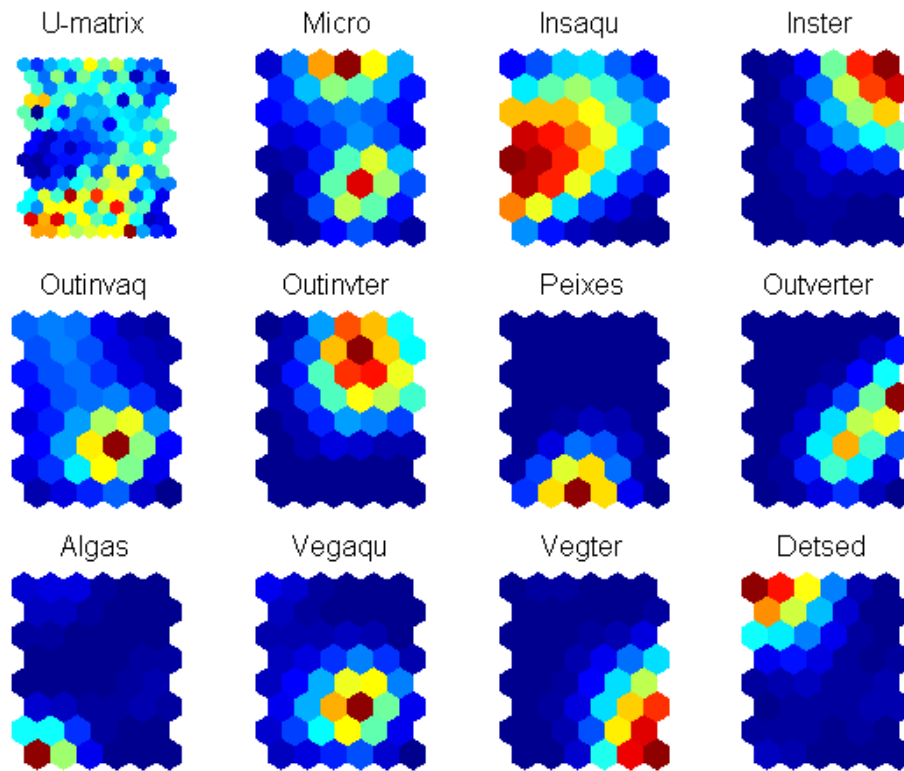 U-matrix Micro Insaqu Inster
Outinvaq Outinvter Peixes Outverter
Algas Vegaqu Vegter Detsed